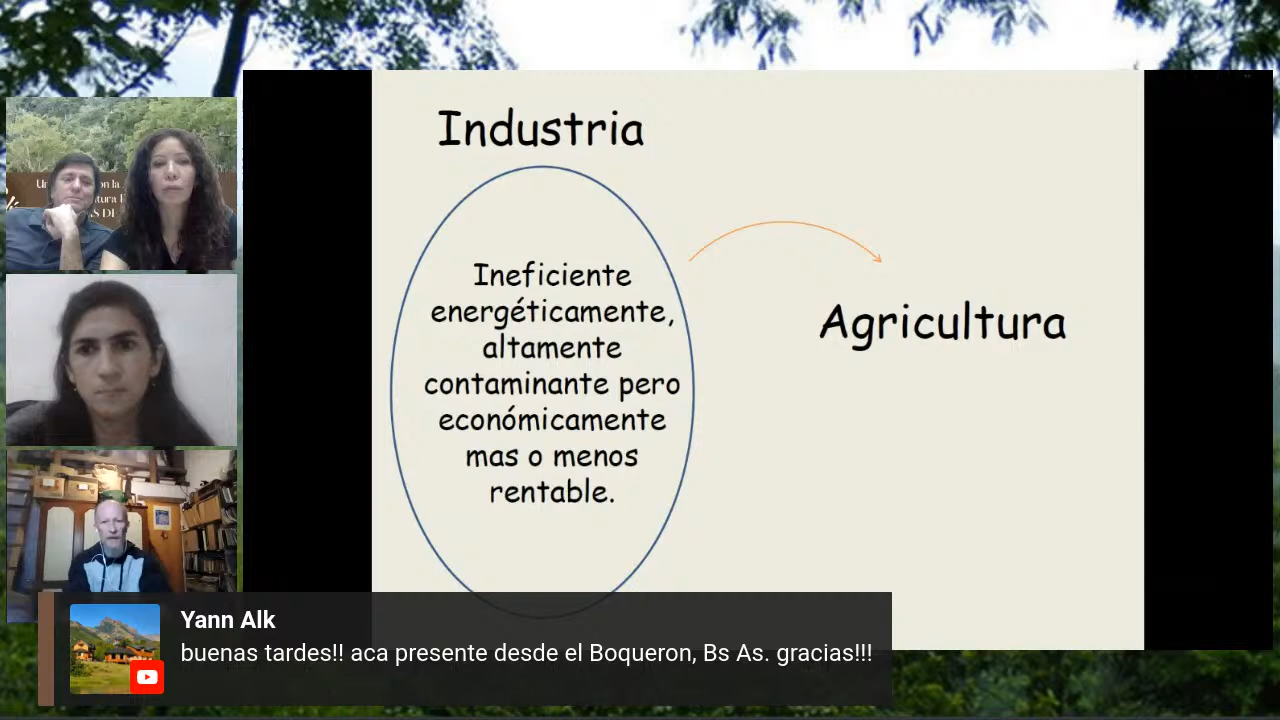 Industria
Ineficiente
energéticamente,
altamente
contaminante pero
económicamente
mas o menos
rentable.
Agricultura
Yann Alk
buenas tardes!! aca presente desde el Boqueron, Bs As. gracias!!!